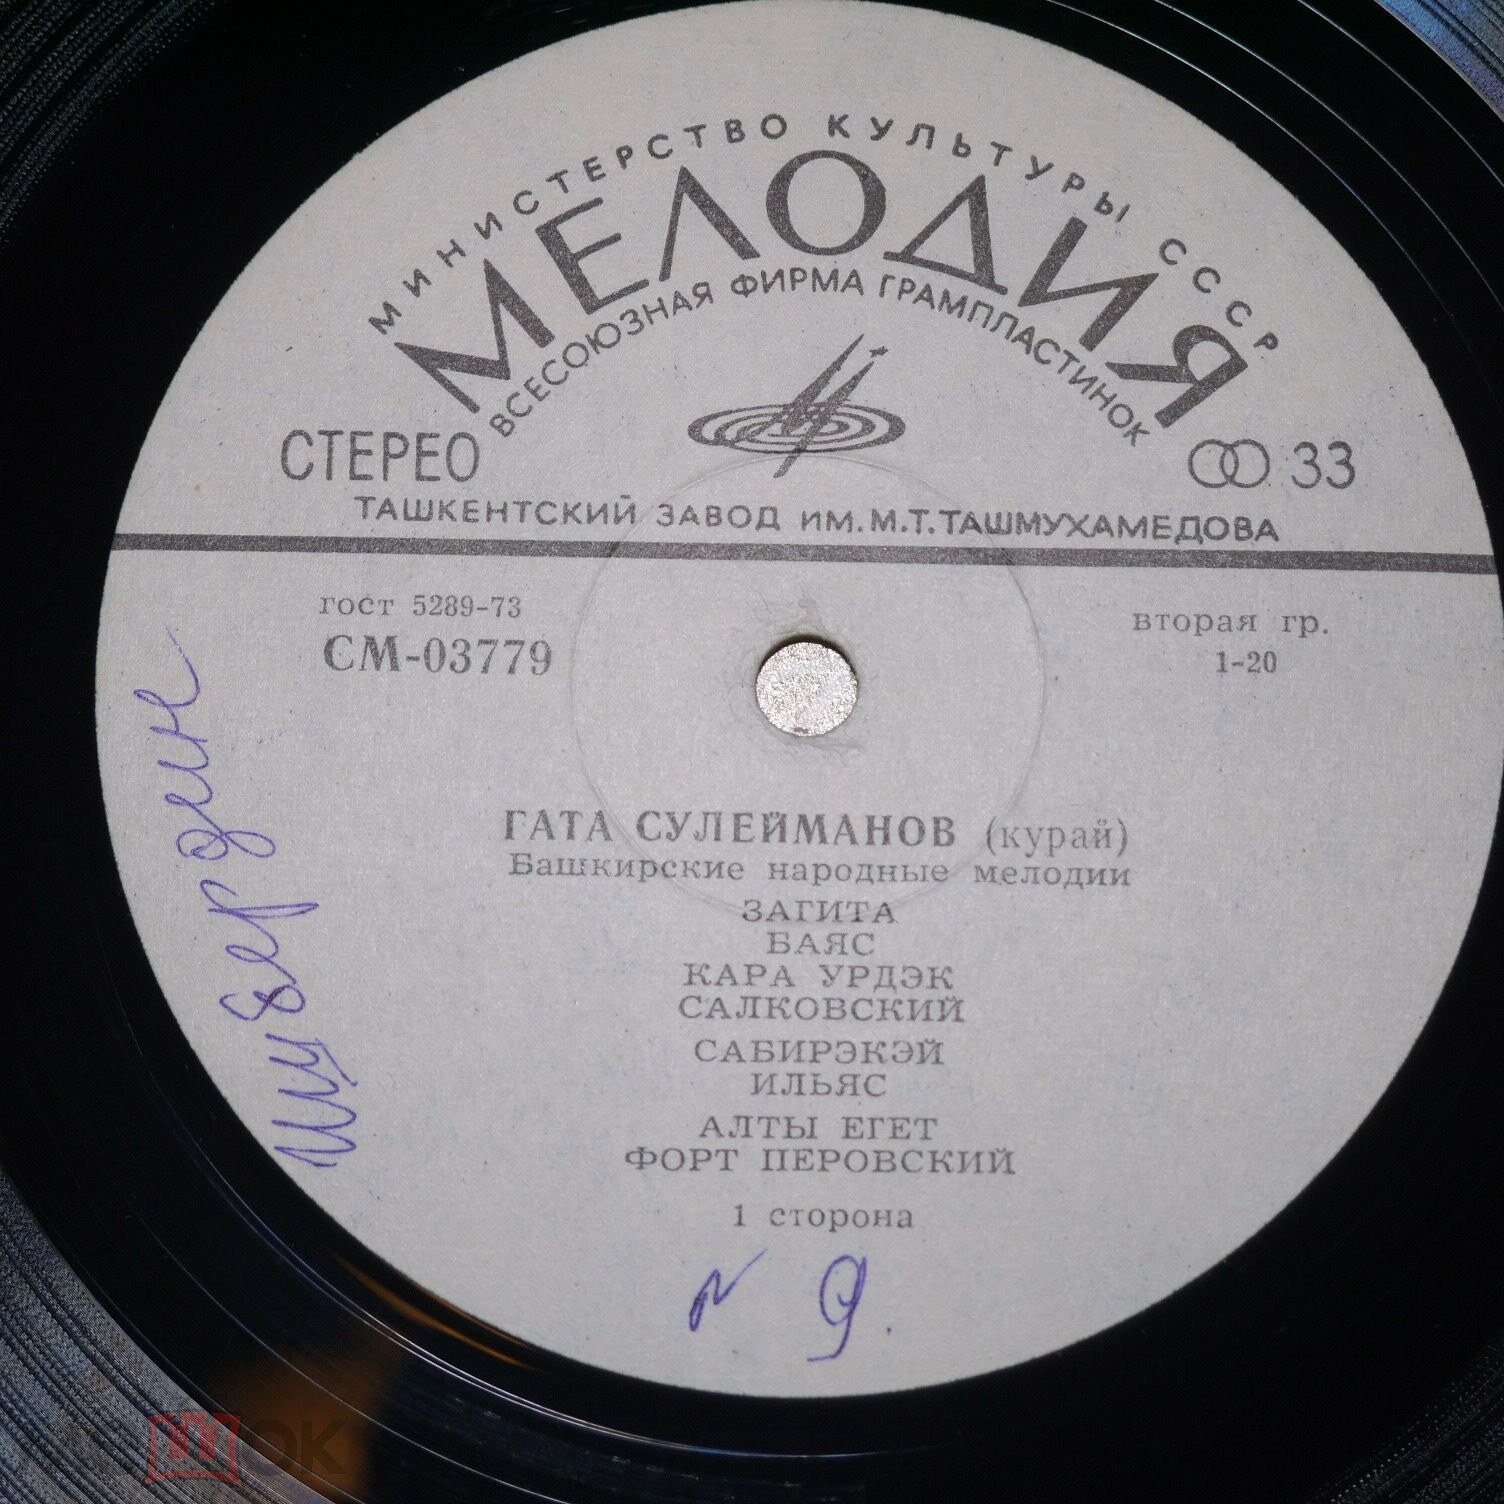 МИНИСТЕРСТВО КУЛЬТУРЫ СССР
МЕЛОДИЯ
ВСЕСОЮЗНАЯ ФИРМА ГРАМПЛАСТИНОК
СТЕРЕО
33
ТАШКЕНТСКИЙ ЗАВОД ИМ.М.Т.ТАШМУХАМЕДОВА
гост 5289-73
вторая гр.
СМ-03779
1-20
ГАТА СУЛЕЙМАНОВ (курай)
Башкирские народные мелодии
ЗАГИТА
БАЯС
КАРА УРДЭК
САЛКОВСКИЙ
САБИРЭКЭЙ
ИЛЬЯС
АЛТЫ ЕГЕТ
ФОРТ ПЕРОВСКИЙ
1 сторона
N 9.